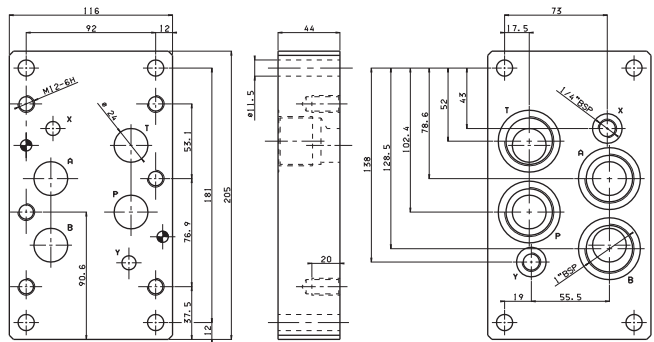 116
92
12
M12-6H
ø 24
X
T
A
P
B
Y
53.1
181
205
76.9
90.6
37.5
12
44
ø11.5
20
73
17.5
1/4"BSP
T
X
43
52
78.6
102.4
128.5
138
A
P
Y
B
1"BSP
19
55.5